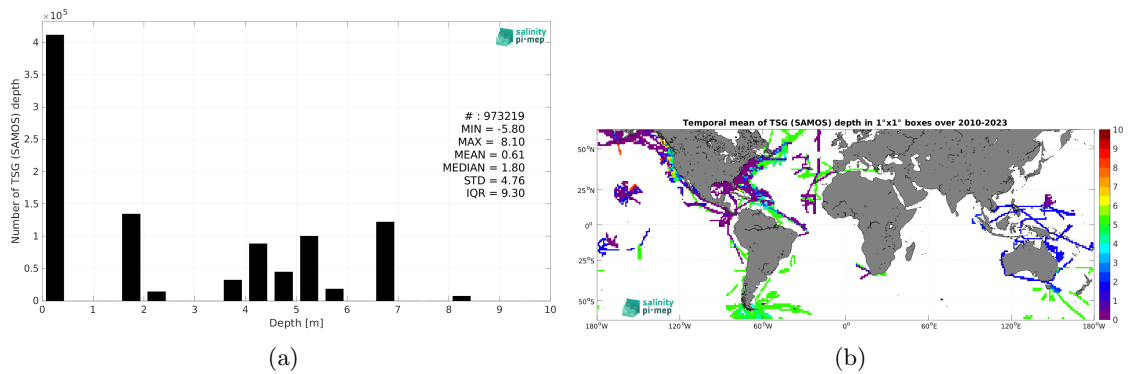 ×10⁵
4
3.5
3
2.5
2
1.5
1
0.5
0
0 1 2 3 4 5 6 7 8 9 10
Number of TSG (SAMOS) depth
Depth [m]
salinity
pi-mep
# : 973219
MIN = -5.80
MAX = 8.10
MEAN = 0.61
MEDIAN = 1.80
STD = 4.76
IQR = 9.30
(a)
Temporal mean of TSG (SAMOS) depth in 1°x1° boxes over 2010-2023
50°N
25°N
0°
25°S
50°S
180°W 120°W 60°W 0° 60°E 120°E 180°E
salinity
pi-mep
10
9
8
7
6
5
4
3
2
1
0
(b)